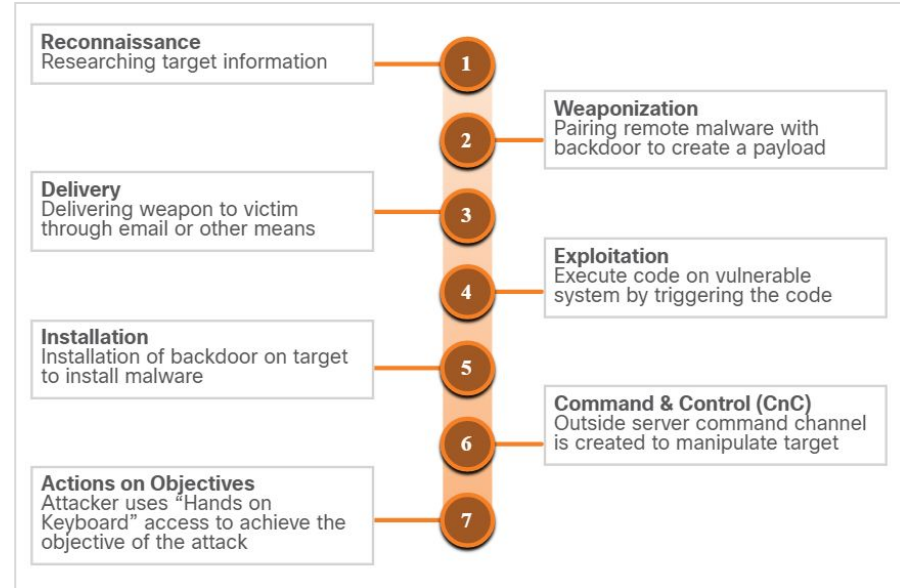 Reconnaissance
Researching target information
1
Weaponization
Pairing remote malware with
backdoor to create a payload
2
Delivery
Delivering weapon to victim
through email or other means
3
Exploitation
Execute code on vulnerable
system by triggering the code
4
Installation
Installation of backdoor on target
to install malware
5
Command & Control (CnC)
Outside server command channel
is created to manipulate target
6
Actions on Objectives
Attacker uses “Hands on
Keyboard” access to achieve the
objective of the attack
7